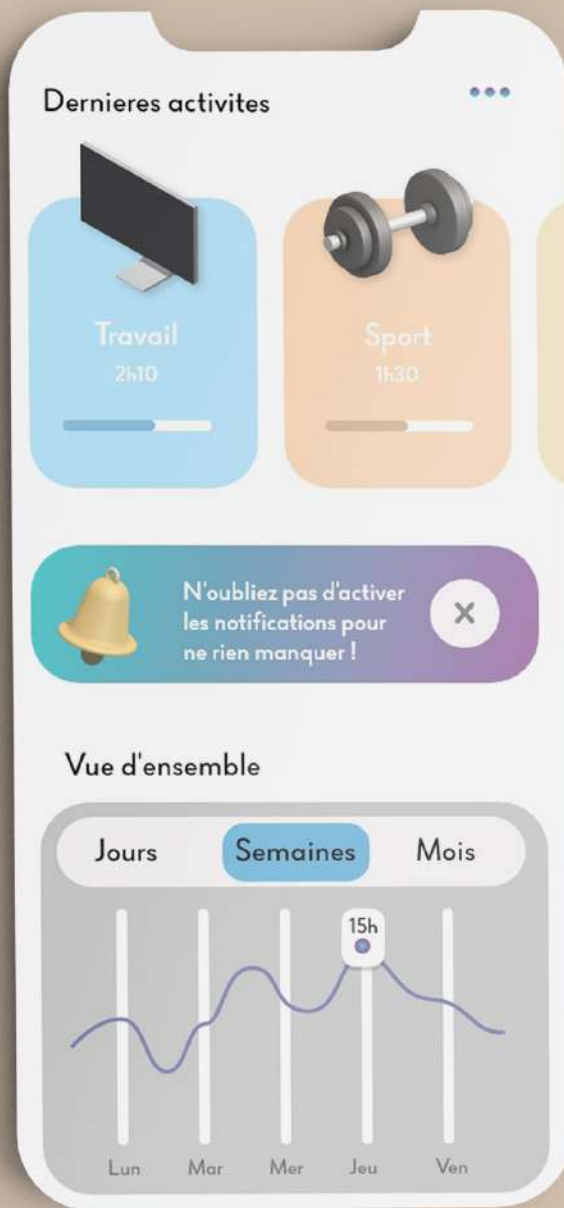 Dernieres activites
Travail
2h10
Sport
1h30
N'oubliez pas d'activer
les notifications pour
ne rien manquer !
Vue d'ensemble
Jours Semaines Mois
15h
Lun Mar Mer Jeu Ven